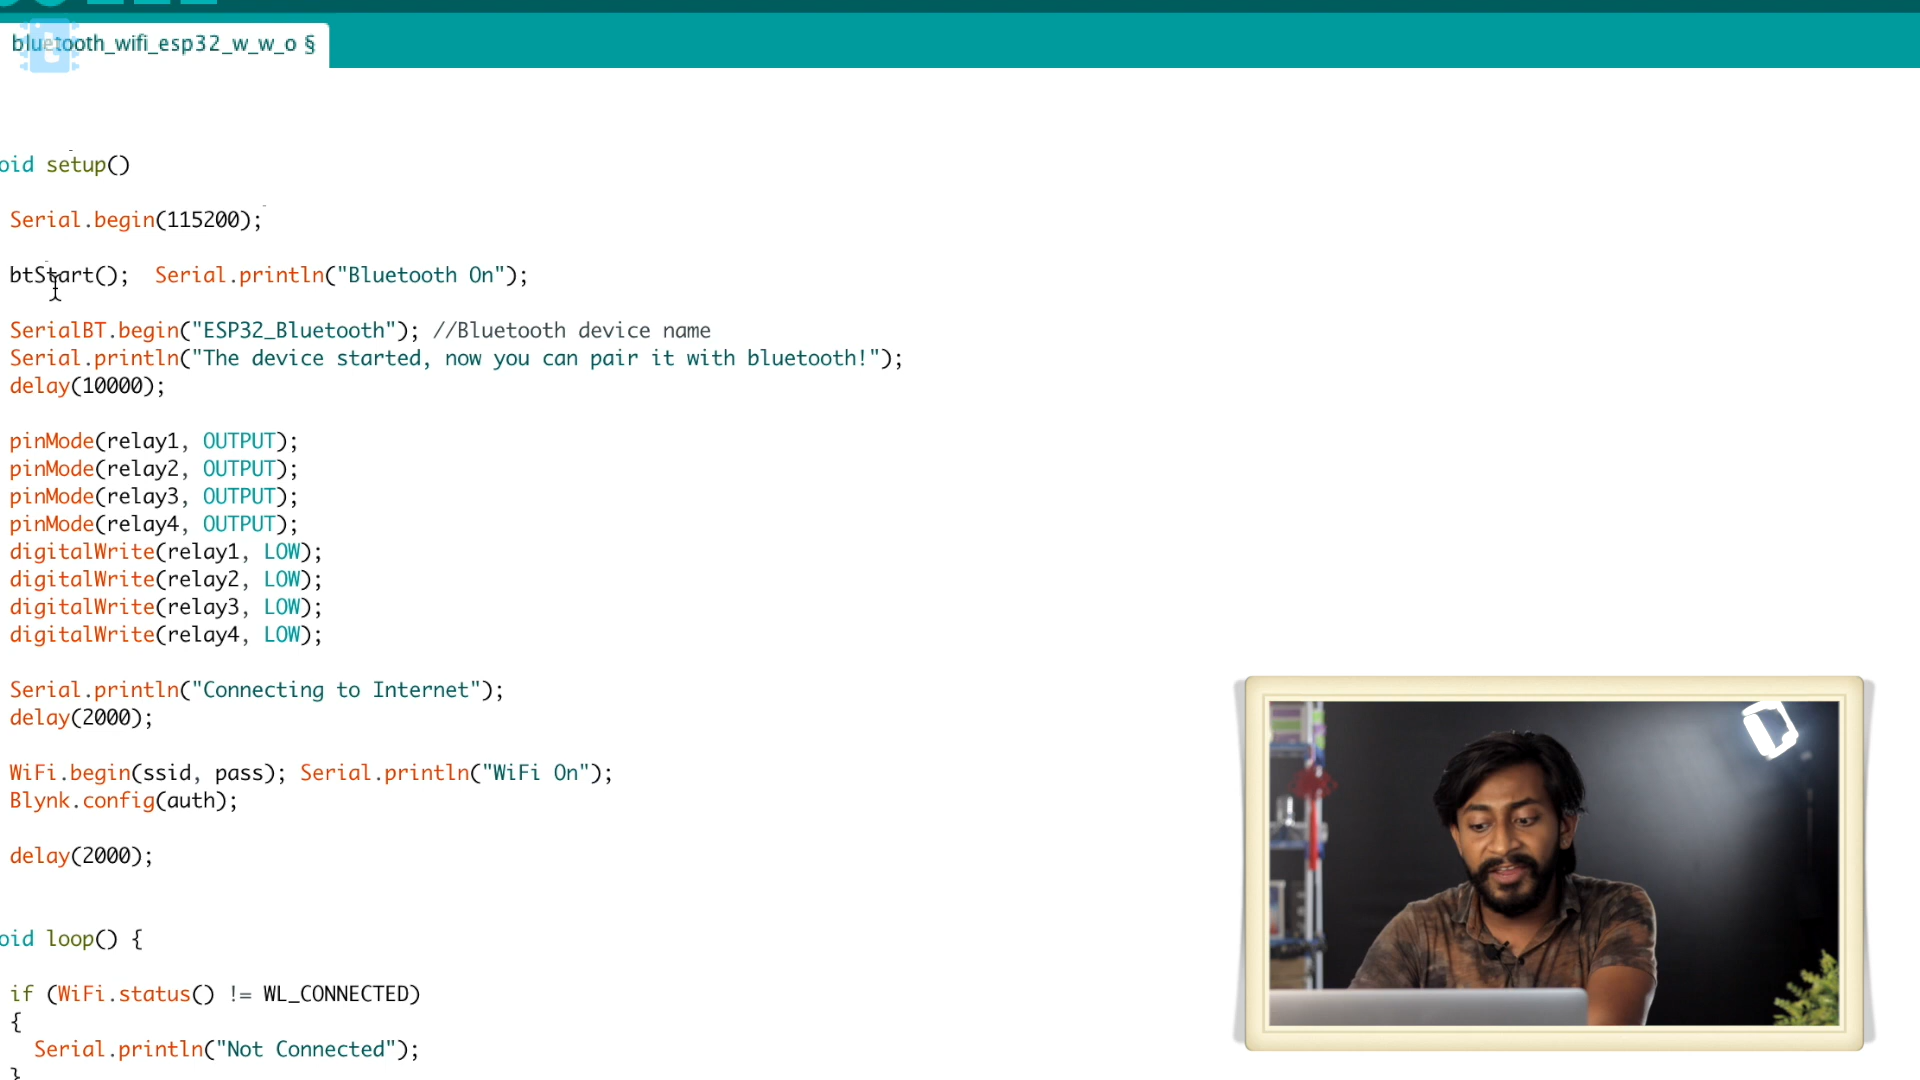 bluetooth_wifi_esp32_w_w_o §
oid setup()
Serial.begin(115200);
btStart();  Serial.println("Bluetooth On");
SerialBT.begin("ESP32_Bluetooth"); //Bluetooth device name
Serial.println("The device started, now you can pair it with bluetooth!");
delay(10000);
pinMode(relay1, OUTPUT);
pinMode(relay2, OUTPUT);
pinMode(relay3, OUTPUT);
pinMode(relay4, OUTPUT);
digitalWrite(relay1, LOW);
digitalWrite(relay2, LOW);
digitalWrite(relay3, LOW);
digitalWrite(relay4, LOW);
Serial.println("Connecting to Internet");
delay(2000);
WiFi.begin(ssid, pass); Serial.println("WiFi On");
Blynk.config(auth);
delay(2000);
oid loop() {
if (WiFi.status() != WL_CONNECTED)
{
Serial.println("Not Connected");
}